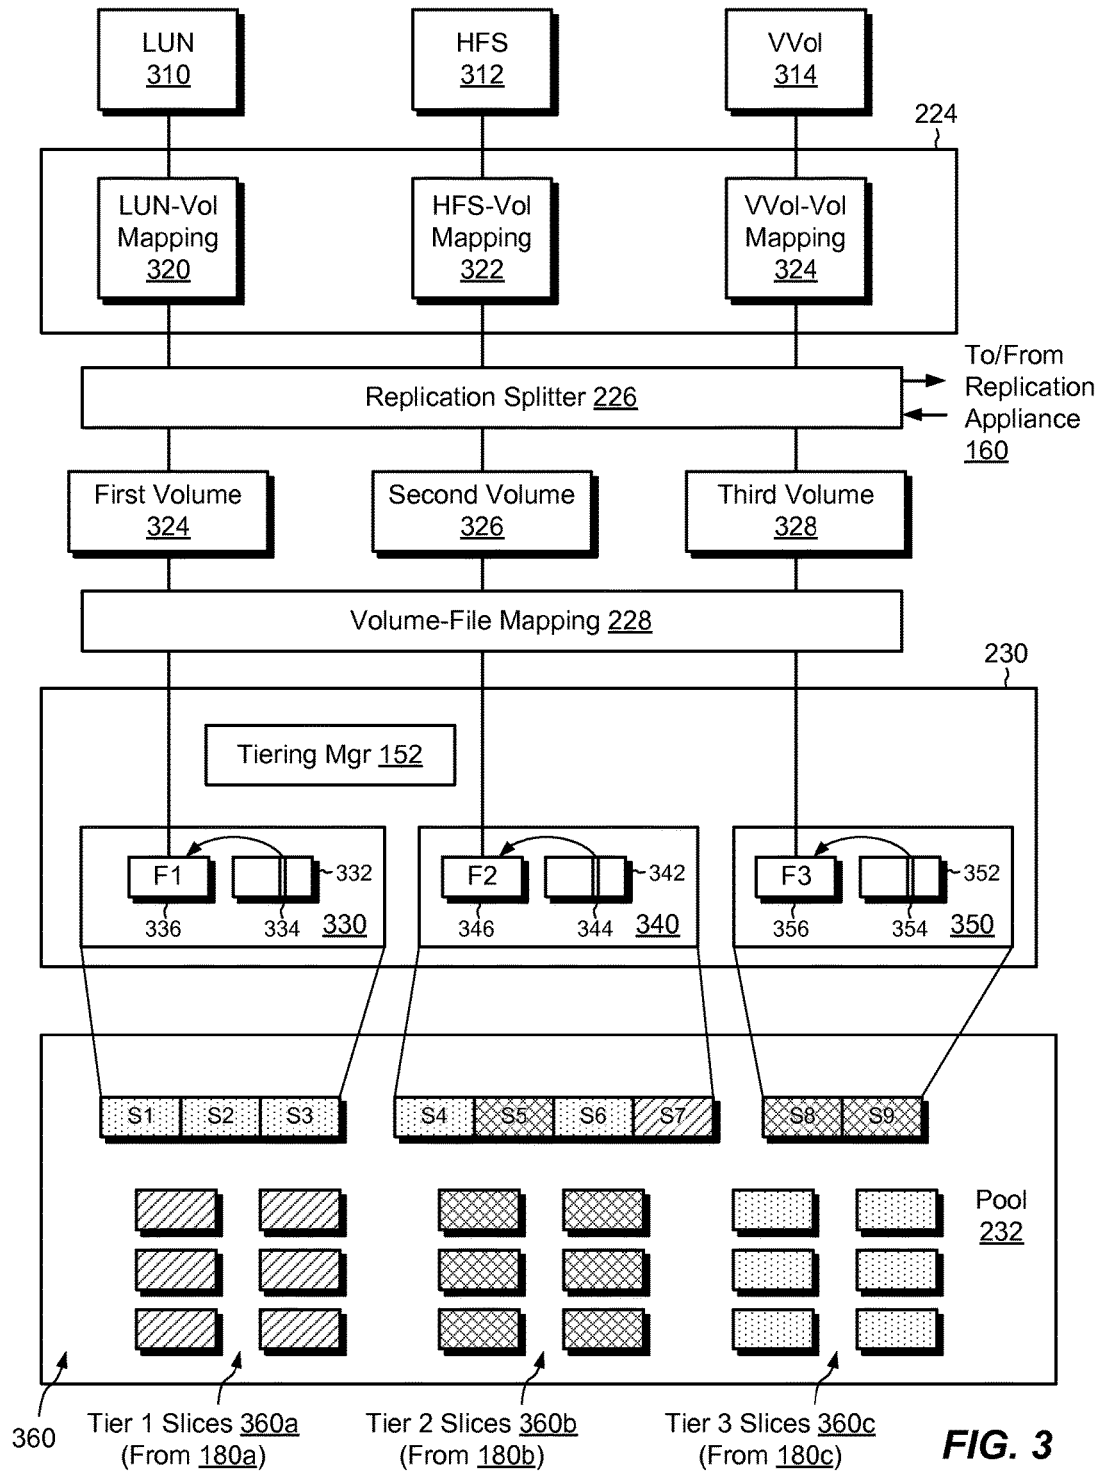 LUN
310
HFS
312
VVol
314
224
LUN-Vol
Mapping
320
HFS-Vol
Mapping
322
VVol-Vol
Mapping
324
Replication Splitter 226
To/From
Replication
Appliance
160
First Volume
324
Second Volume
326
Third Volume
328
Volume-File Mapping 228
230
Tiering Mgr 152
F1
332
336
334
330
F2
342
346
344
340
F3
352
356
354
350
S1 S2 S3
S4 S5 S6 S7
S8 S9
Pool
232
360
Tier 1 Slices 360a
(From 180a)
Tier 2 Slices 360b
(From 180b)
Tier 3 Slices 360c
(From 180c)
FIG. 3